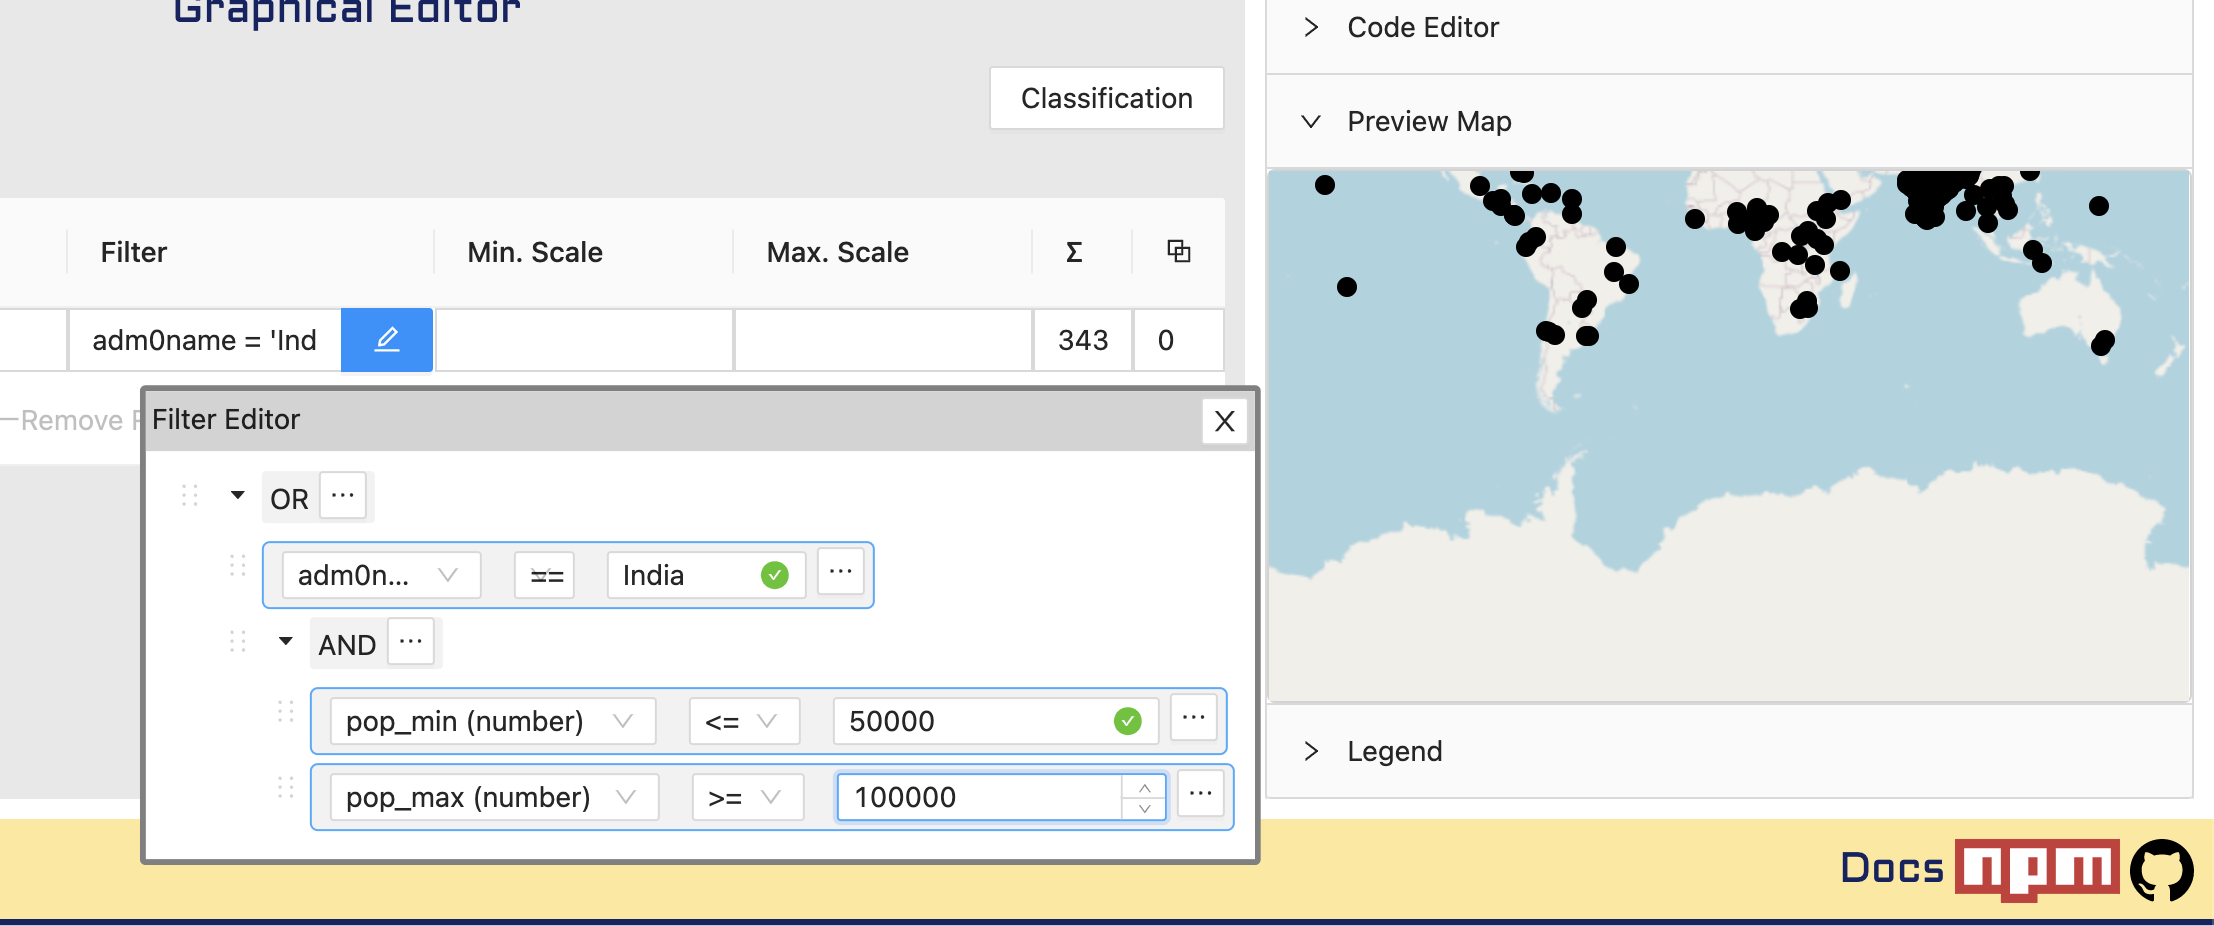 Graphical Editor
Classification
Filter
Min. Scale
Max. Scale
Σ
adm0name = 'Ind
343
0
Remove
Filter Editor
X
OR
...
adm0n...
==
India
...
AND
...
pop_min (number)
<=
50000
...
pop_max (number)
>=
100000
...
Code Editor
Preview Map
Legend
Docs
npm